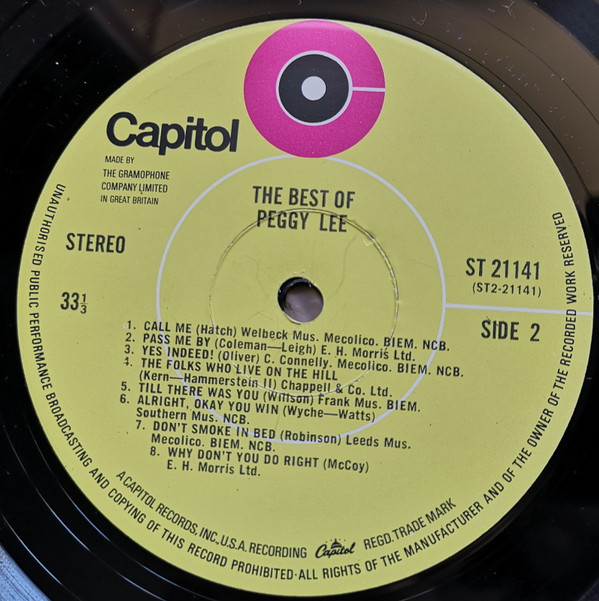 Capitol
MADE BY
THE GRAMOPHONE
COMPANY LIMITED
IN GREAT BRITAIN
THE BEST OF
PEGGY LEE
STEREO
33⅓
ST 21141
(ST2-21141)
SIDE 2
1. CALL ME (Hatch) Welbeck Mus. Mecolico. BIEM. NCB.
2. PASS ME BY (Coleman—Leigh) E. H. Morris Ltd.
3. YES INDEED! (Oliver) C. Connelly. Mecolico. BIEM. NCB.
4. THE FOLKS WHO LIVE ON THE HILL
(Kern—Hammerstein II) Chappell & Co. Ltd.
5. TILL THERE WAS YOU (Willson) Frank Mus. BIEM.
6. ALRIGHT, OKAY YOU WIN (Wyche—Watts)
Southern Mus. NCB.
7. DON'T SMOKE IN BED (Robinson) Leeds Mus.
Mecolico. BIEM. NCB.
8. WHY DON'T YOU DO RIGHT (McCoy)
E. H. Morris Ltd.
A CAPITOL RECORDS, INC. U.S.A. RECORDING Capitol REGD. TRADE MARK
UNAUTHORISED PUBLIC PERFORMANCE BROADCASTING AND COPYING OF THIS RECORD PROHIBITED·ALL RIGHTS OF THE MANUFACTURER AND OF THE OWNER OF THE RECORDED WORK RESERVED